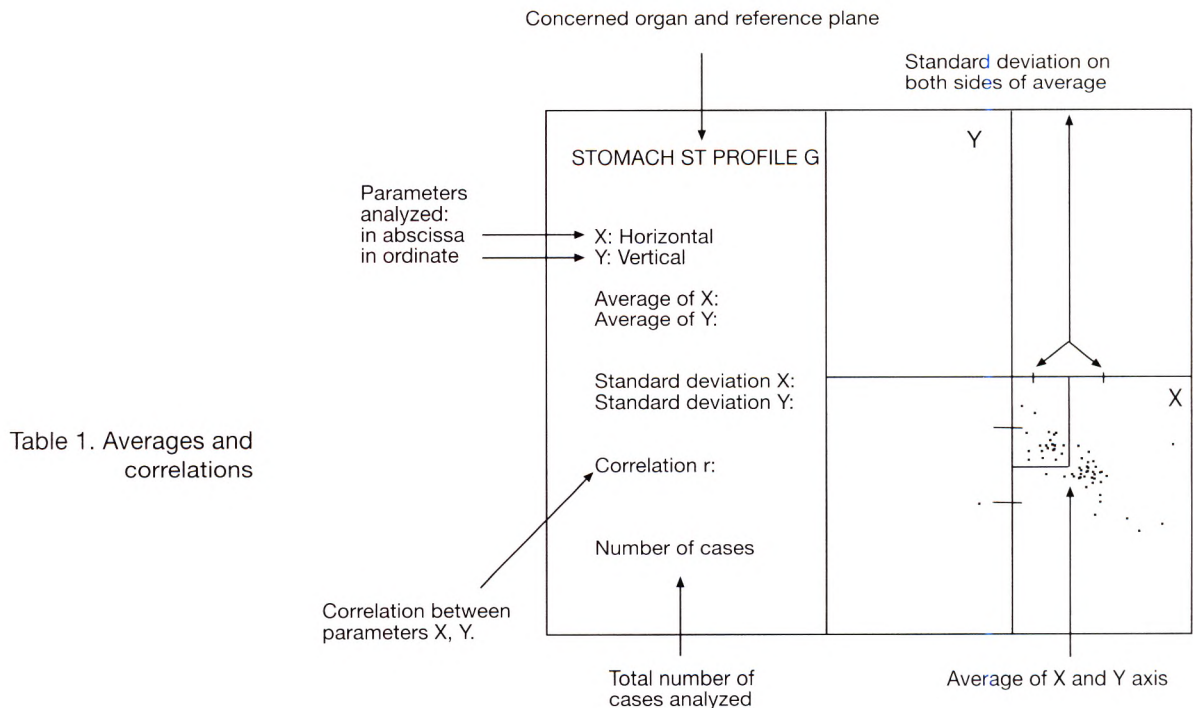 Concerned organ and reference plane
Standard deviation on
both sides of average
Y
STOMACH ST PROFILE G
Parameters
analyzed:
in abscissa
in ordinate
X: Horizontal
Y: Vertical
Average of X:
Average of Y:
Standard deviation X:
Standard deviation Y:
X
Table 1. Averages and
correlations
Correlation r:
Number of cases
Correlation between
parameters X, Y.
Total number of
cases analyzed
Average of X and Y axis